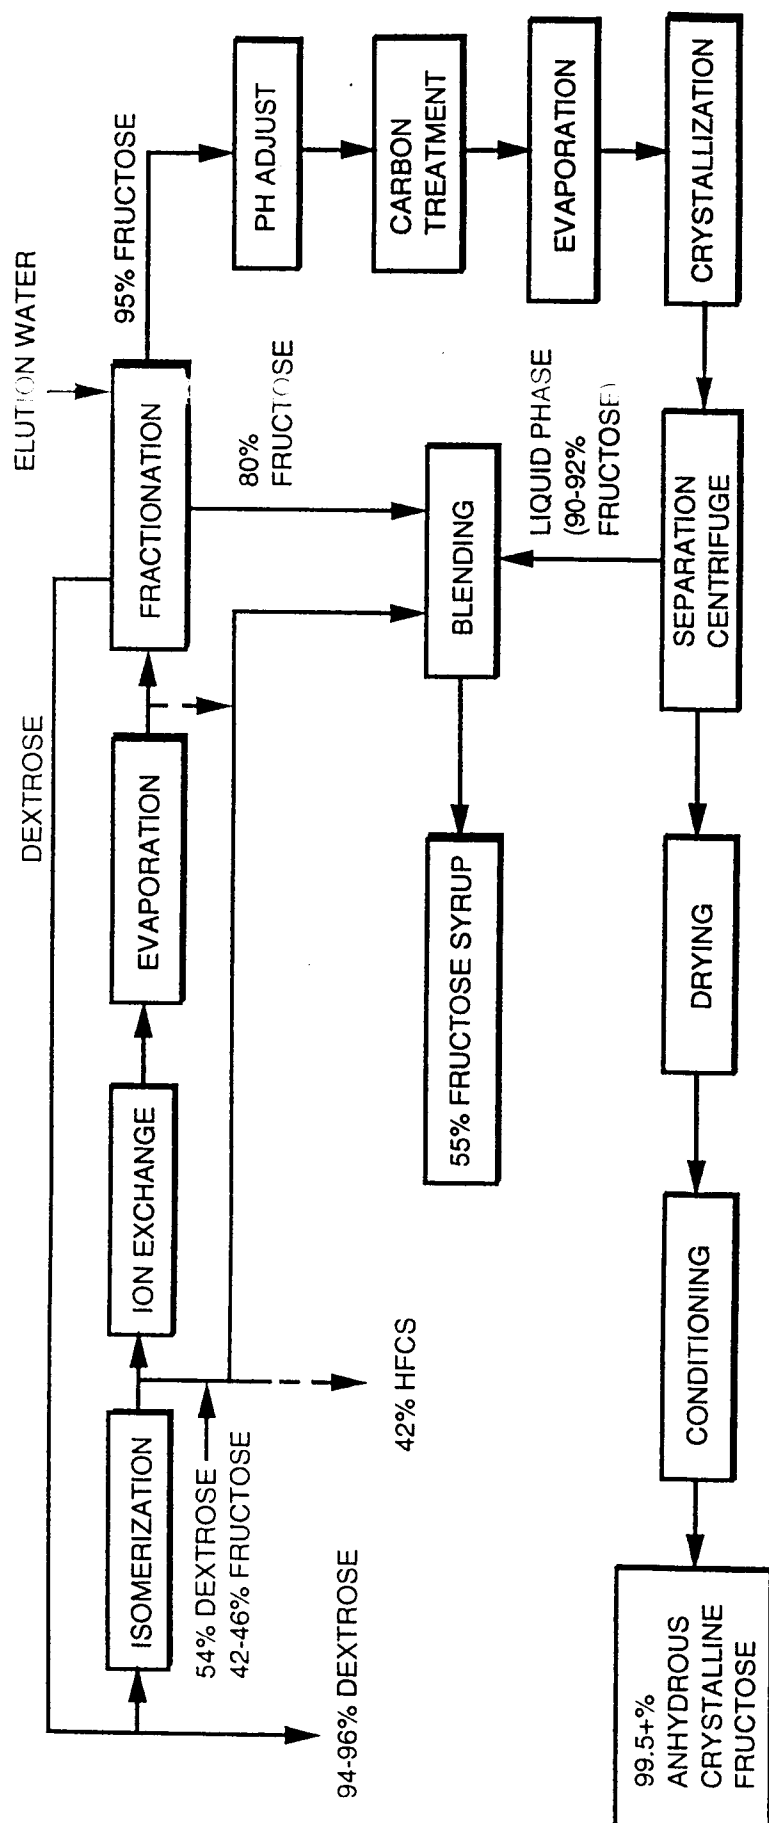 ELUTION WATER
DEXTROSE
95% FRUCTOSE
ISOMERIZATION
ION EXCHANGE
EVAPORATION
FRACTIONATION
PH ADJUST
54% DEXTROSE
42-46% FRUCTOSE
80%
FRUCTOSE
CARBON
TREATMENT
94-96% DEXTROSE
42% HFCS
55% FRUCTOSE SYRUP
BLENDING
EVAPORATION
LIQUID PHASE
(90-92%
FRUCTOSE)
99.5+%
ANHYDROUS
CRYSTALLINE
FRUCTOSE
CONDITIONING
DRYING
SEPARATION
CENTRIFUGE
CRYSTALLIZATION